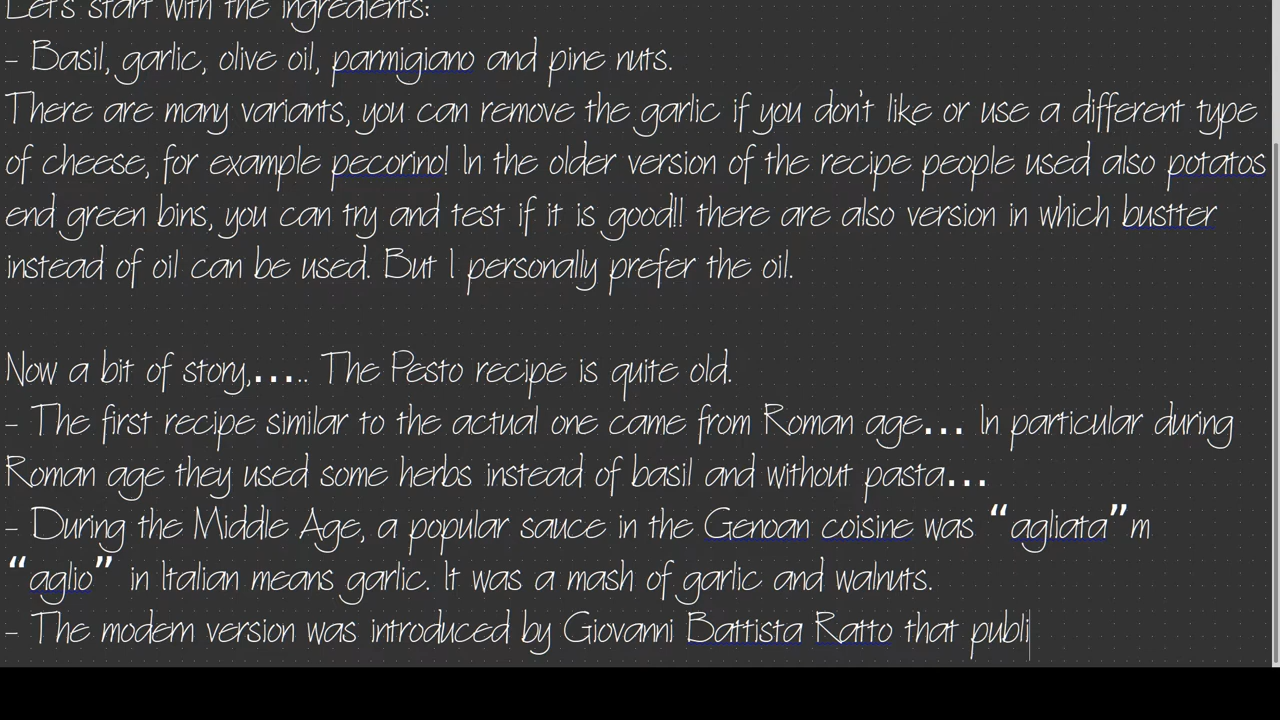 Let's start with the ingredients:
- Basil, garlic, olive oil, parmigiano and pine nuts.
There are many variants, you can remove the garlic if you don't like or use a different type
of cheese, for example pecorino! In the older version of the recipe people used also potatos
end green bins, you can try and test if it is good!! there are also version in which bustter
instead of oil can be used. But I personally prefer the oil.
Now a bit of story,….. The Pesto recipe is quite old.
- The first recipe similar to the actual one came from Roman age… In particular during
Roman age they used some herbs instead of basil and without pasta…
- During the Middle Age, a popular sauce in the Genoan coisine was “agliata”m
“aglio” in Italian means garlic. It was a mash of garlic and walnuts.
- The modern version was introduced by Giovanni Battista Ratto that publi